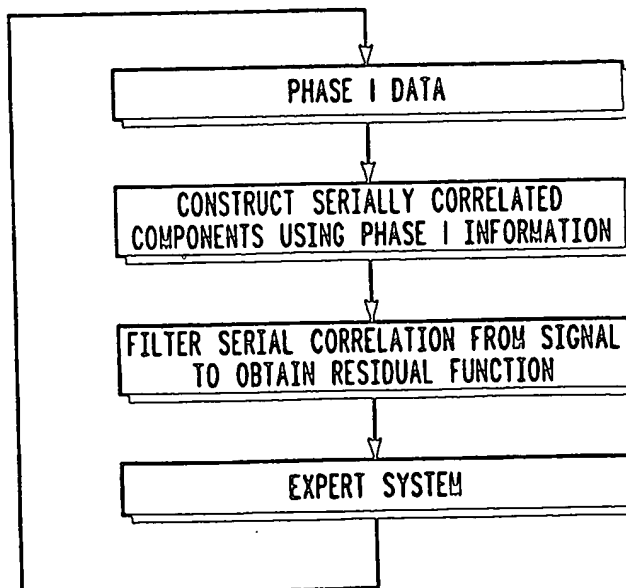 PHASE I DATA
CONSTRUCT SERIALLY CORRELATED
COMPONENTS USING PHASE I INFORMATION
FILTER SERIAL CORRELATION FROM SIGNAL
TO OBTAIN RESIDUAL FUNCTION
EXPERT SYSTEM